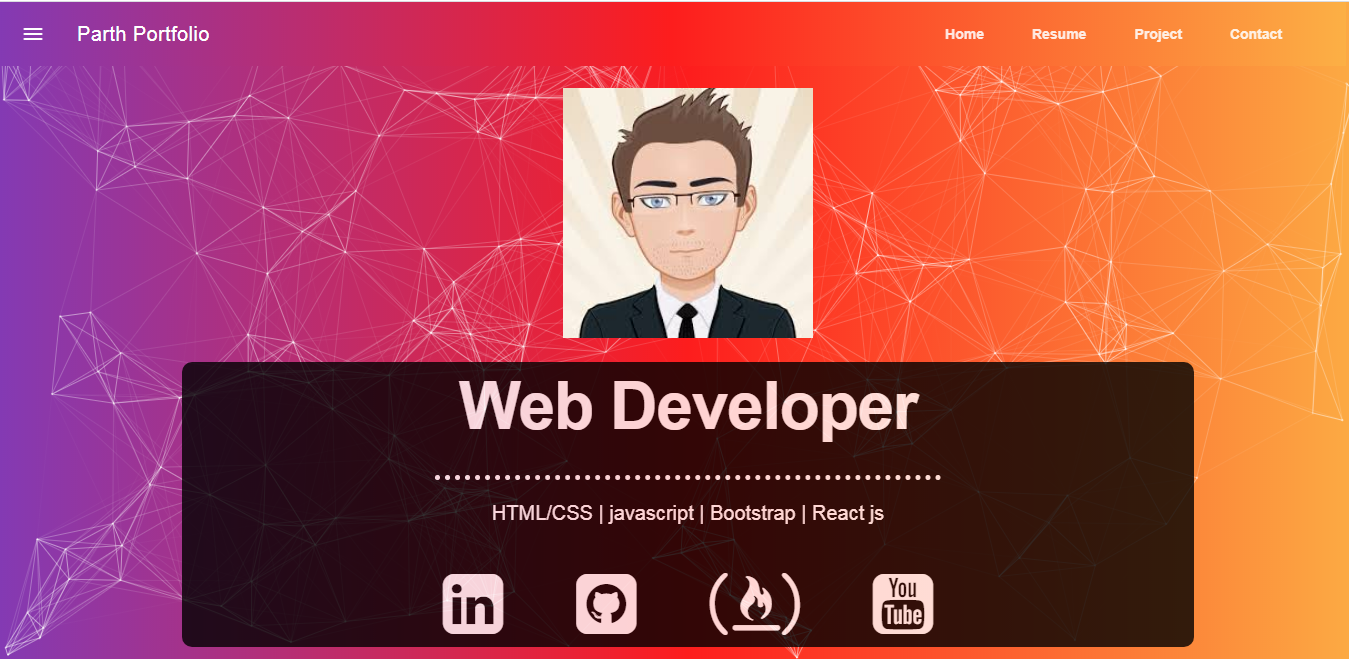 Parth Portfolio
Home Resume Project Contact
Web Developer
HTML/CSS | javascript | Bootstrap | React js
in
You
Tube